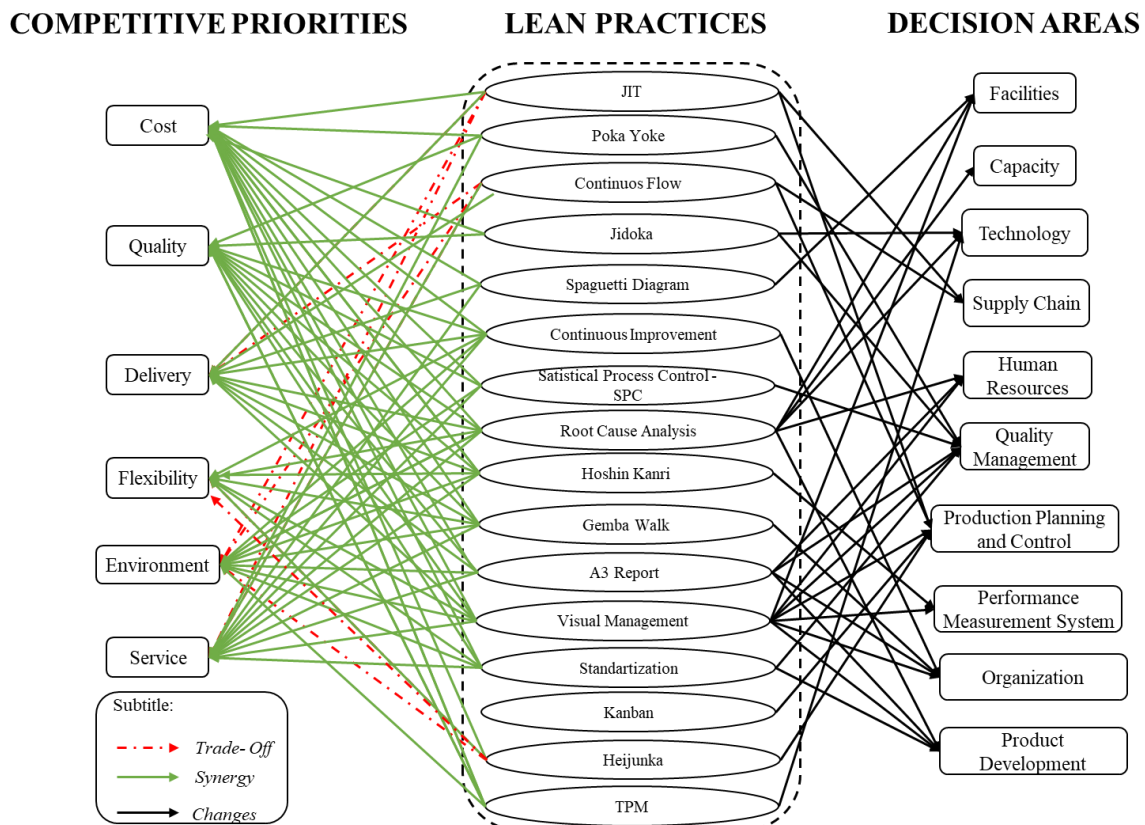 COMPETITIVE PRIORITIES
LEAN PRACTICES
DECISION AREAS
Cost
Quality
Delivery
Flexibility
Environment
Service
Subtitle:
Trade- Off
Synergy
Changes
JIT
Poka Yoke
Continuos Flow
Jidoka
Spaguetti Diagram
Continuous Improvement
Satistical Process Control -
SPC
Root Cause Analysis
Hoshin Kanri
Gemba Walk
A3 Report
Visual Management
Standartization
Kanban
Heijunka
TPM
Facilities
Capacity
Technology
Supply Chain
Human
Resources
Quality
Management
Production Planning
and Control
Performance
Measurement System
Organization
Product
Development